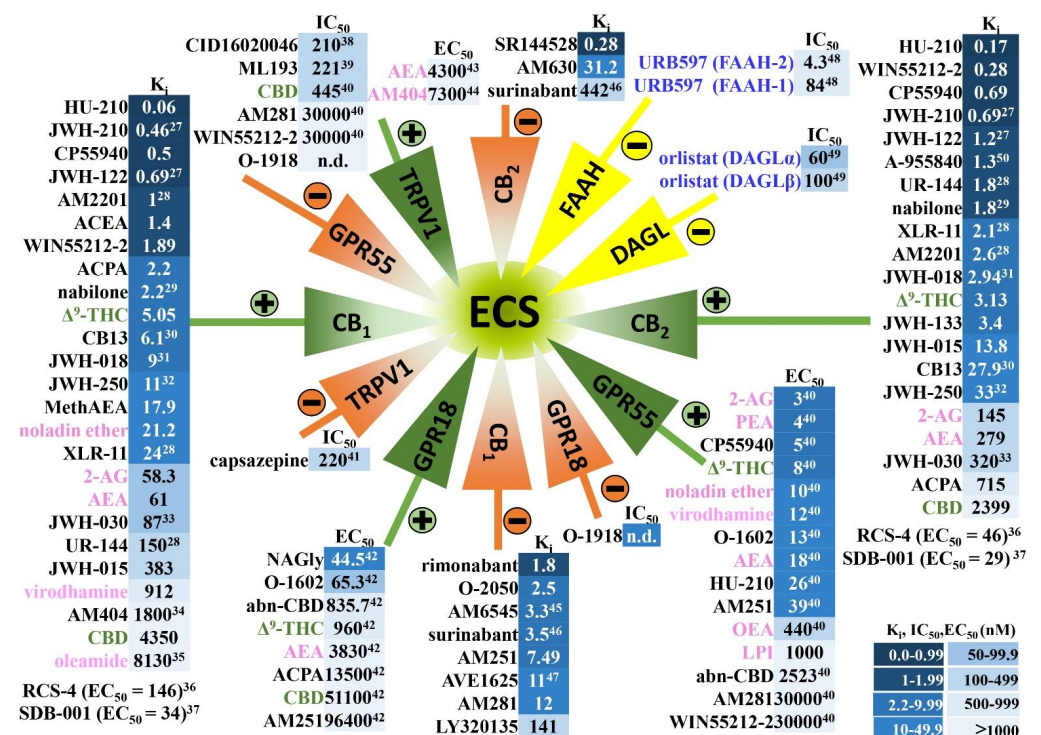 IC50
CID16020046 210³⁸
ML193 221³⁹
CBD 445⁴⁰
AM281 30000⁴⁰
WIN55212-2 30000⁴⁰
O-1918 n.d.
EC50
AEA 4300⁴³
AM404 7300⁴⁴
Ki
SR144528 0.28
AM630 31.2
surinabant 442⁴⁶
IC50
URB597 (FAAH-2) 4.3⁴⁸
URB597 (FAAH-1) 84⁴⁸
IC50
orlistat (DAGLα) 60⁴⁹
orlistat (DAGLβ) 100⁴⁹
Ki
HU-210 0.06
JWH-210 0.46²⁷
CP55940 0.5
JWH-122 0.69²⁷
AM2201 1²⁸
ACEA 1.4
WIN55212-2 1.89
ACPA 2.2
nabilone 2.2²⁹
Δ⁹-THC 5.05
CB13 6.1³⁰
JWH-018 9³¹
JWH-250 11³²
MethAEA 17.9
noladin ether 21.2
XLR-11 24²⁸
2-AG 58.3
AEA 61
JWH-030 87³³
UR-144 150²⁸
JWH-015 383
virodhamine 912
AM404 1800³⁴
CBD 4350
oleamide 8130³⁵
RCS-4 (EC50 = 146)³⁶
SDB-001 (EC50 = 34)³⁷
GPR55
TRPV1
CB2
FAAH
DAGL
CB1
ECS
CB2
TRPV1
GPR18
CB1
GPR18
GPR55
IC50
capsazepine 220⁴¹
EC50
NAGly 44.5⁴²
O-1602 65.3⁴²
abn-CBD 835.7⁴²
Δ⁹-THC 960⁴²
AEA 3830⁴²
ACPA 13500⁴²
CBD 51100⁴²
AM251 96400⁴²
Ki
rimonabant 1.8
O-2050 2.5
AM6545 3.3⁴⁵
surinabant 3.5⁴⁶
AM251 7.49
AVE1625 11⁴⁷
AM281 12
LY320135 141
IC50
O-1918 n.d.
EC50
2-AG 3⁴⁰
PEA 4⁴⁰
CP55940 5⁴⁰
Δ⁹-THC 8⁴⁰
noladin ether 10⁴⁰
virodhamine 12⁴⁰
O-1602 13⁴⁰
AEA 18⁴⁰
HU-210 26⁴⁰
AM251 39⁴⁰
OEA 440⁴⁰
LPI 1000
abn-CBD 2523⁴⁰
AM281 30000⁴⁰
WIN55212-2 30000⁴⁰
Ki
HU-210 0.17
WIN55212-2 0.28
CP55940 0.69
JWH-210 0.69²⁷
JWH-122 1.2²⁷
A-955840 1.3⁵⁰
UR-144 1.8²⁸
nabilone 1.8²⁹
XLR-11 2.1²⁸
AM2201 2.6²⁸
JWH-018 2.94³¹
Δ⁹-THC 3.13
JWH-133 3.4
JWH-015 13.8
CB13 27.9³⁰
JWH-250 33³²
2-AG 145
AEA 279
JWH-030 320³³
ACPA 715
CBD 2399
RCS-4 (EC50 = 46)³⁶
SDB-001 (EC50 = 29)³⁷
Ki, IC50,EC50 (nM)
0.0-0.99 50-99.9
1-1.99 100-499
2.2-9.99 500-999
10-49.9 >1000